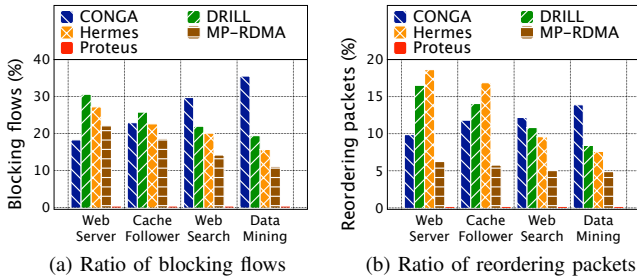 CONGA
DRILL
Hermes
MP-RDMA
Proteus
Blocking flows (%)
40
30
20
10
0
Web Server
Cache Follower
Web Search
Data Mining
(a) Ratio of blocking flows
CONGA
DRILL
Hermes
MP-RDMA
Proteus
Reordering packets (%)
20
15
10
5
0
Web Server
Cache Follower
Web Search
Data Mining
(b) Ratio of reordering packets